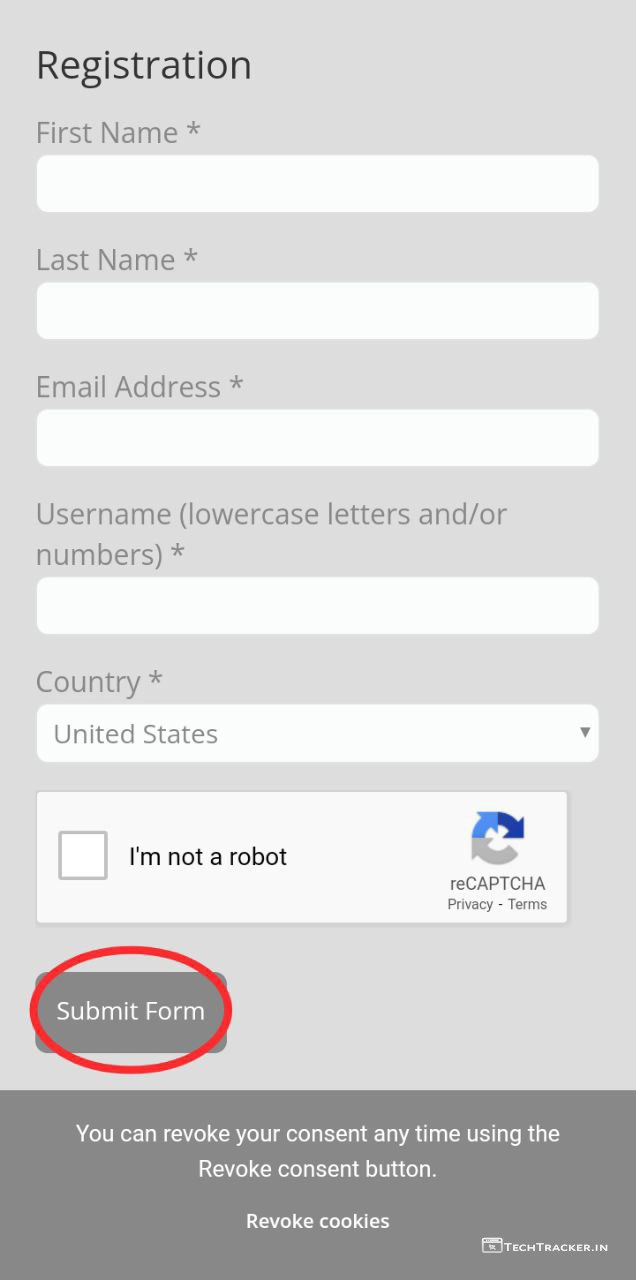 Registration
First Name *
Last Name *
Email Address *
Username (lowercase letters and/or
numbers) *
Country *
United States
I'm not a robot
reCAPTCHA
Privacy - Terms
Submit Form
You can revoke your consent any time using the
Revoke consent button.
Revoke cookies
TECHTRACKER.IN